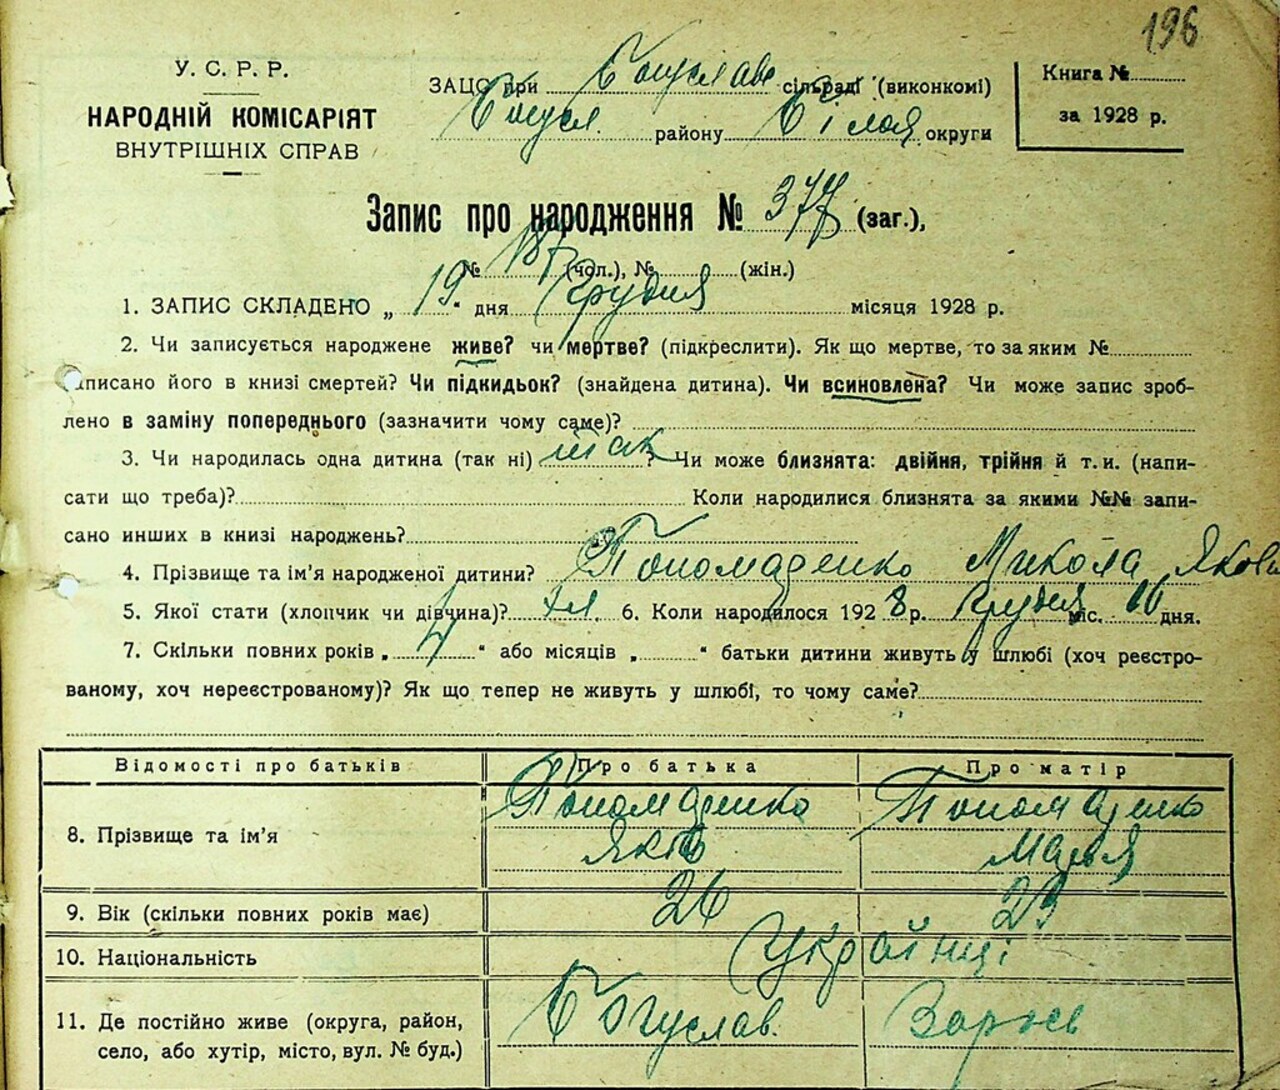 196
У. С. Р. Р.
НАРОДНІЙ КОМІСАРІЯТ
ВНУТРІШНІХ СПРАВ
ЗАЦС при Богуславс сільраді (виконкомі)
Богусл. району Білоц округи
Книга №
за 1928 р.
Запис про народження № 377 (заг.),
№ 187 (чол.), № (жін.)
1. ЗАПИС СКЛАДЕНО „ 19 “ дня Грудня місяця 1928 р.
2. Чи записується народжене живе? чи мертве? (підкреслити). Як що мертве, то за яким №
записано його в книзі смертей? Чи підкидьок? (знайдена дитина). Чи всиновлена? Чи може запис зроб-
лено в заміну попереднього (зазначити чому саме)?
3. Чи народилась одна дитина (так ні) так ? Чи може близнята: двійня, трійня й т. и. (напи-
сати що треба)? Коли народилися близнята за якими №№ запи-
сано инших в книзі народжень?
4. Прізвище та ім’я народженої дитини? Пономаренко Микола Якови
5. Якої стати (хлопчик чи дівчина)? хл. 6. Коли народилося 1928 р. Грудня міс. 16 дня.
7. Скільки повних років „ 4 “ або місяців „ “ батьки дитини живуть у шлюбі (хоч реєстро-
ваному, хоч нереєстрованому)? Як що тепер не живуть у шлюбі, то чому саме?
Відомості про батьків Про батька Про матір
8. Прізвище та ім’я Пономаренко Пономаренко
Яків Марія
9. Вік (скільки повних років має) 26 23
10. Національність Українці
11. Де постійно живе (округа, район, Богуслав. Зарось
село, або хутір, місто, вул. № буд.)